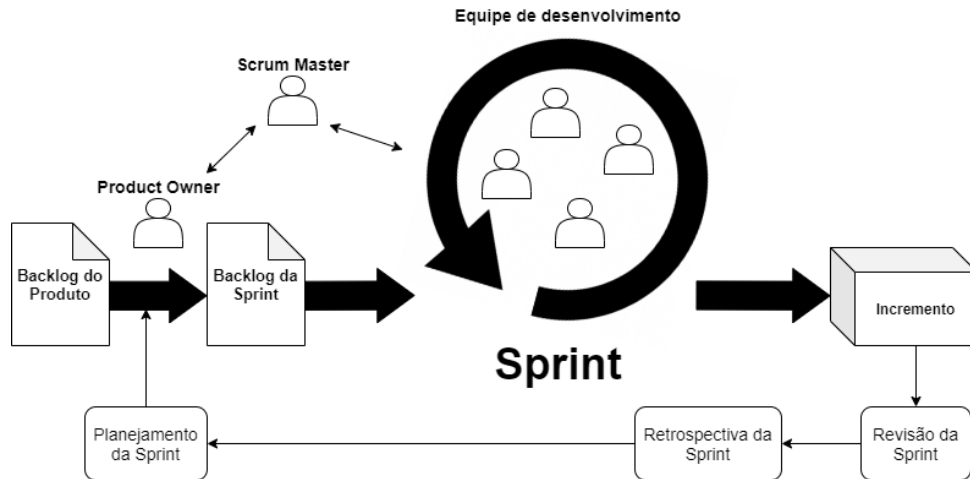 Equipe de desenvolvimento
Scrum Master
Product Owner
Backlog do
Produto
Backlog da
Sprint
Sprint
Incremento
Planejamento
da Sprint
Retrospectiva da
Sprint
Revisão da
Sprint